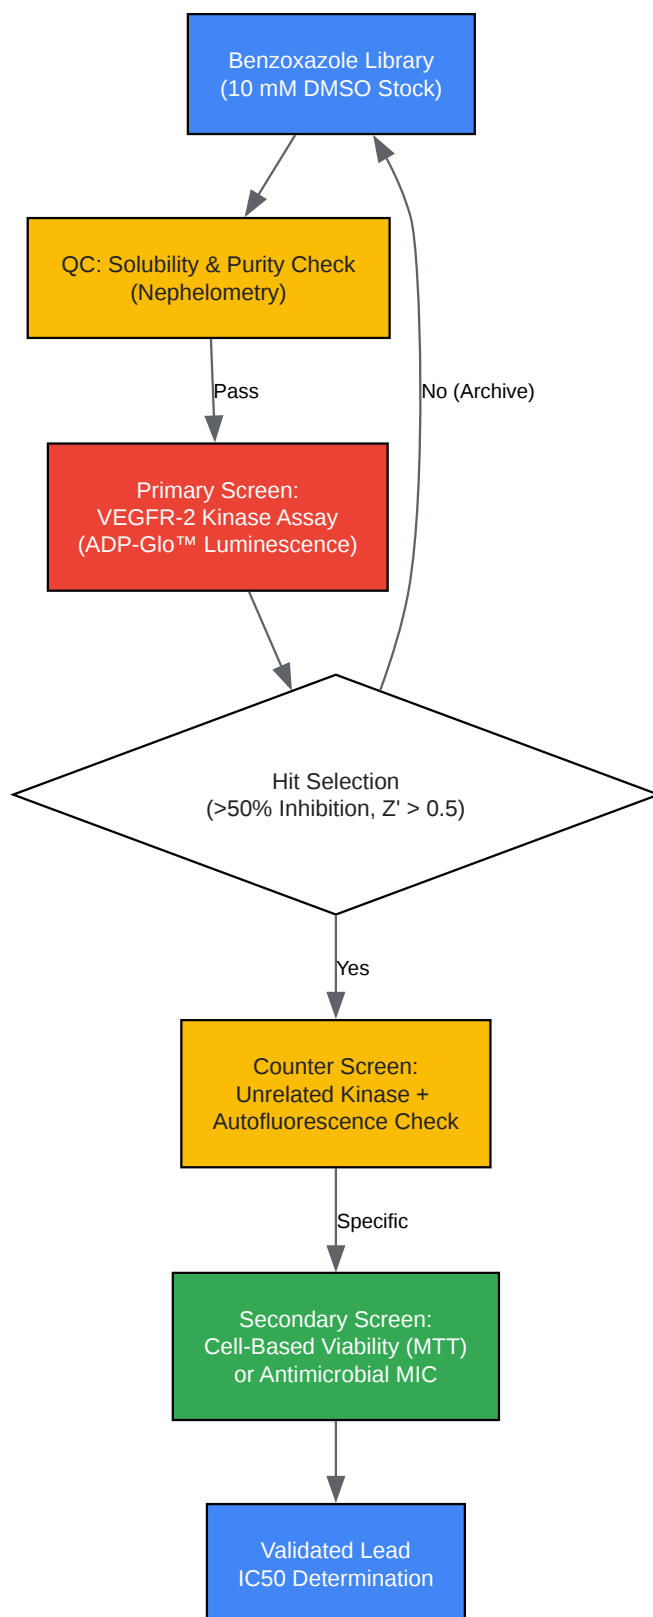 Benzoxazole Library
(10 mM DMSO Stock)
QC: Solubility & Purity Check
(Nephelometry)
Pass
No (Archive)
Primary Screen:
VEGFR-2 Kinase Assay
(ADP-Glo™ Luminescence)
Hit Selection
(>50% Inhibition, Z' > 0.5)
Yes
Counter Screen:
Unrelated Kinase +
Autofluorescence Check
Specific
Secondary Screen:
Cell-Based Viability (MTT)
or Antimicrobial MIC
Validated Lead
IC50 Determination